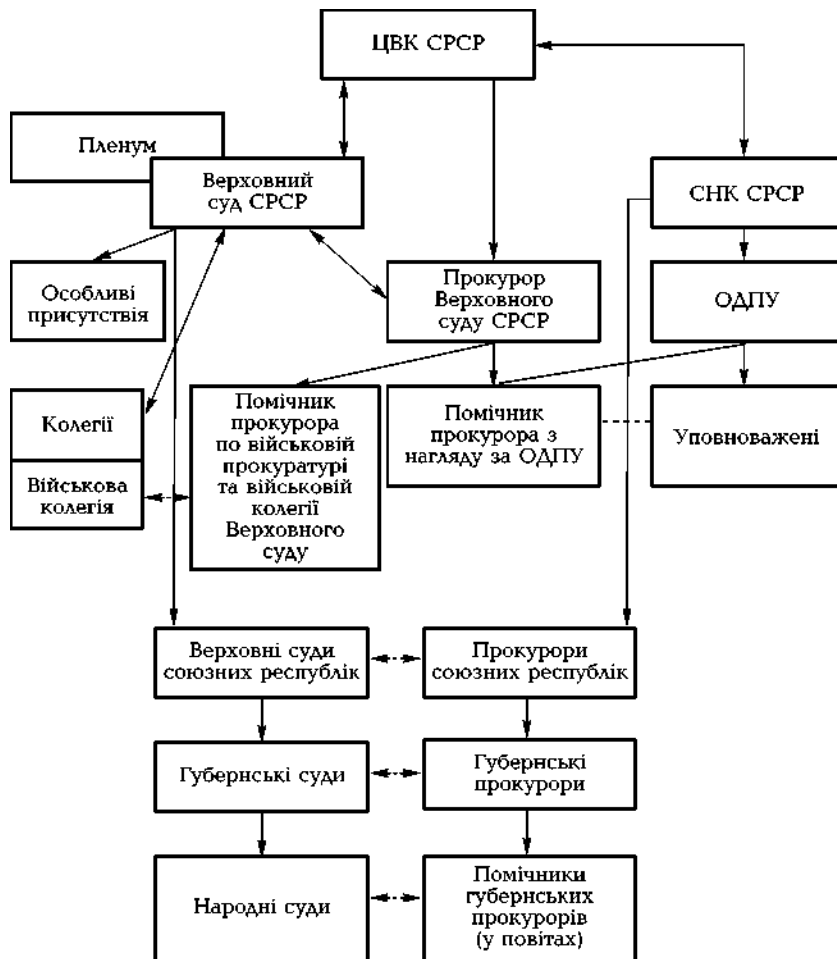 ЦВК СРСР
Пленум
Верховний
суд СРСР
СНК СРСР
Особливі
присутствія
Прокурор
Верховного
суду СРСР
ОДПУ
Колегії
Військова
колегія
Помічник
прокурора
по військовій
прокуратурі
та військовій
колегії
Верховного
суду
Помічник
прокурора з
нагляду за ОДПУ
Уповноважені
Верховні суди
союзних республік
Прокурори
союзних республік
Губернські суди
Губернські
прокурори
Народні суди
Помічники
губернських
прокурорів
(у повітах)